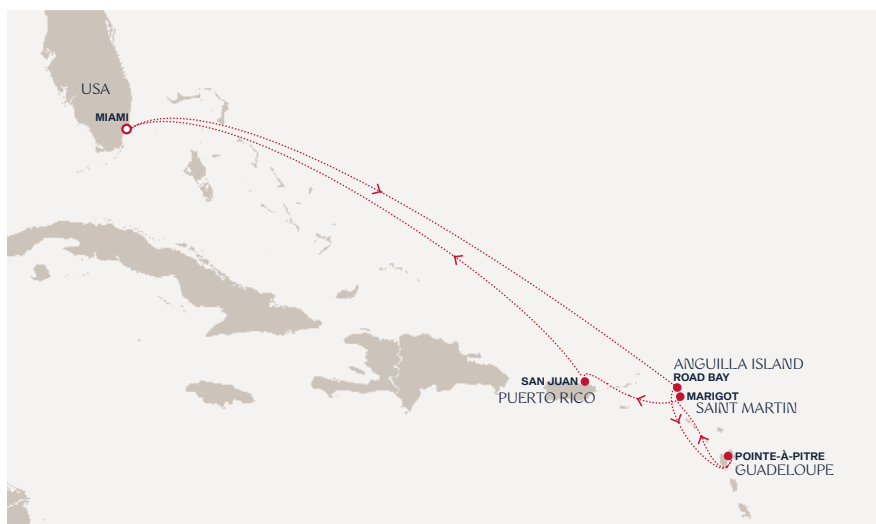 USA
MIAMI
ANGUILLA ISLAND
ROAD BAY
SAN JUAN
PUERTO RICO
MARIGOT
SAINT MARTIN
POINTE-À-PITRE
GUADELOUPE